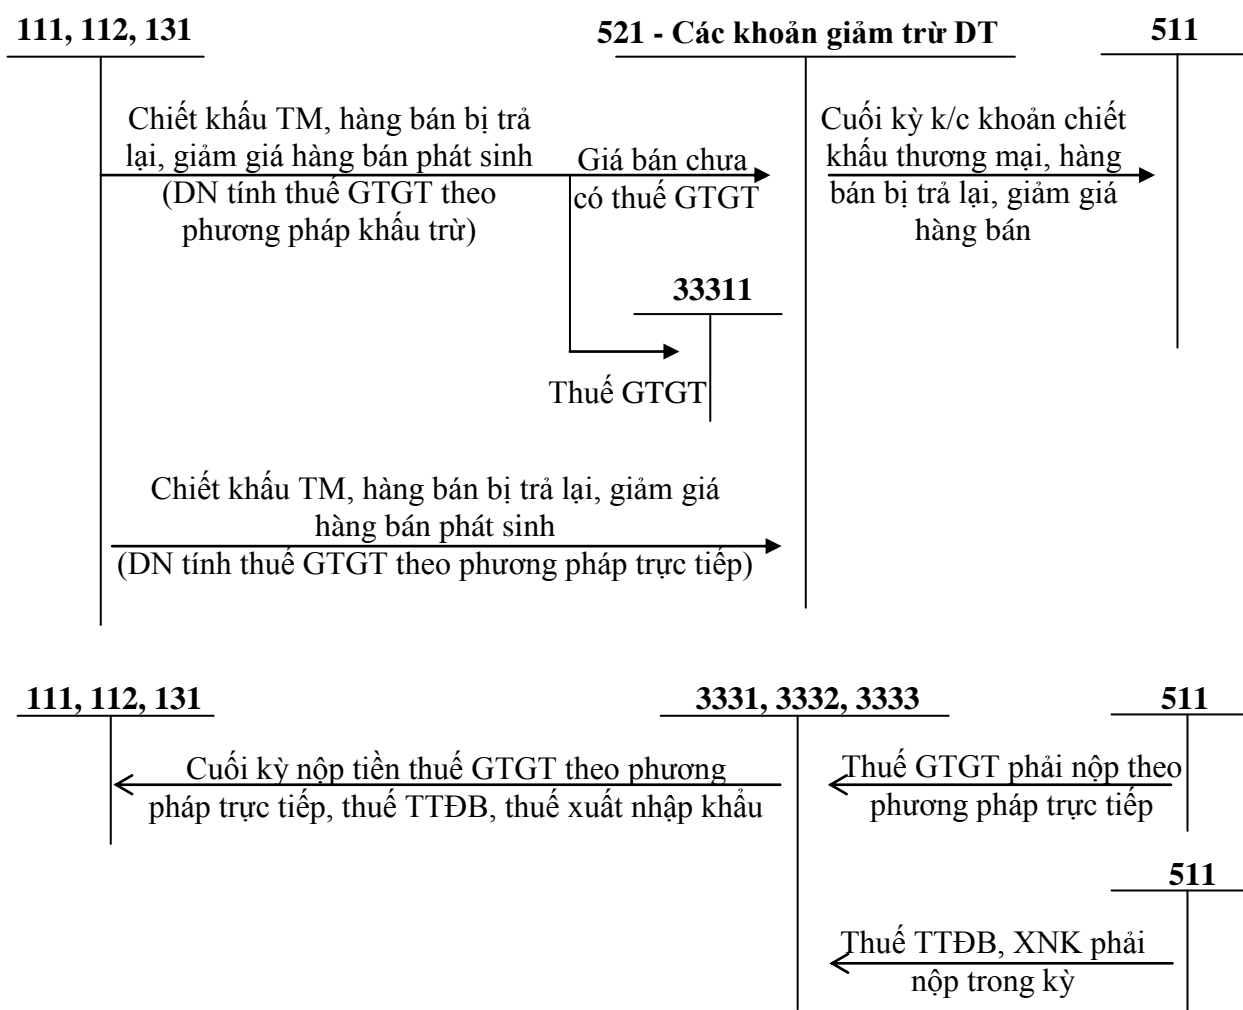 111, 112, 131
521 - Các khoản giảm trừ DT
511
Chiết khấu TM, hàng bán bị trả
lại, giảm giá hàng bán phát sinh
(DN tính thuế GTGT theo
phương pháp khấu trừ)
Giá bán chưa
có thuế GTGT
Cuối kỳ k/c khoản chiết
khấu thương mại, hàng
bán bị trả lại, giảm giá
hàng bán
33311
Thuế GTGT
Chiết khấu TM, hàng bán bị trả lại, giảm giá
hàng bán phát sinh
(DN tính thuế GTGT theo phương pháp trực tiếp)
111, 112, 131
3331, 3332, 3333
511
Cuối kỳ nộp tiền thuế GTGT theo phương
pháp trực tiếp, thuế TTĐB, thuế xuất nhập khẩu
Thuế GTGT phải nộp theo
phương pháp trực tiếp
511
Thuế TTĐB, XNK phải
nộp trong kỳ